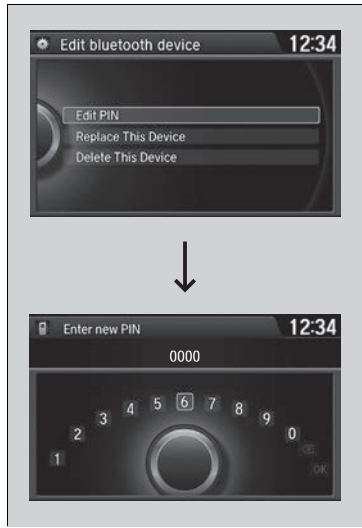 Edit bluetooth device 12:34
Edit PIN
Replace This Device
Delete This Device
Enter new PIN 12:34
0000
1 2 3 4 5 6 7 8 9 0
OK